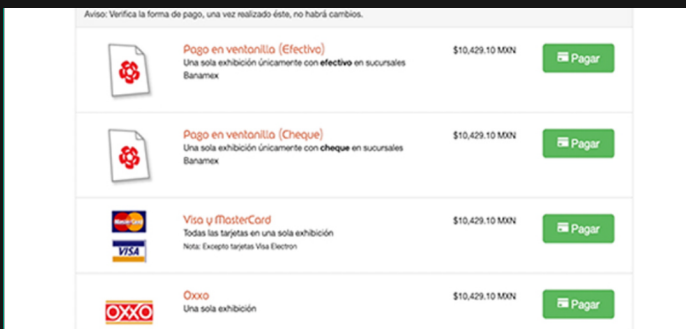 Aviso: Verifica la forma de pago, una vez realizado éste, no habrá cambios.
Pago en ventanilla (Efectivo)
Una sola exhibición únicamente con efectivo en sucursales
Banamex
$10,429.10 MXN
Pagar
Pago en ventanilla (Cheque)
Una sola exhibición únicamente con cheque en sucursales
Banamex
$10,429.10 MXN
Pagar
MasterCard
VISA
Visa y MasterCard
Todas las tarjetas en una sola exhibición
Nota: Excepto tarjetas Visa Electron
$10,429.10 MXN
Pagar
OXXO
Oxxo
Una sola exhibición
$10,429.10 MXN
Pagar